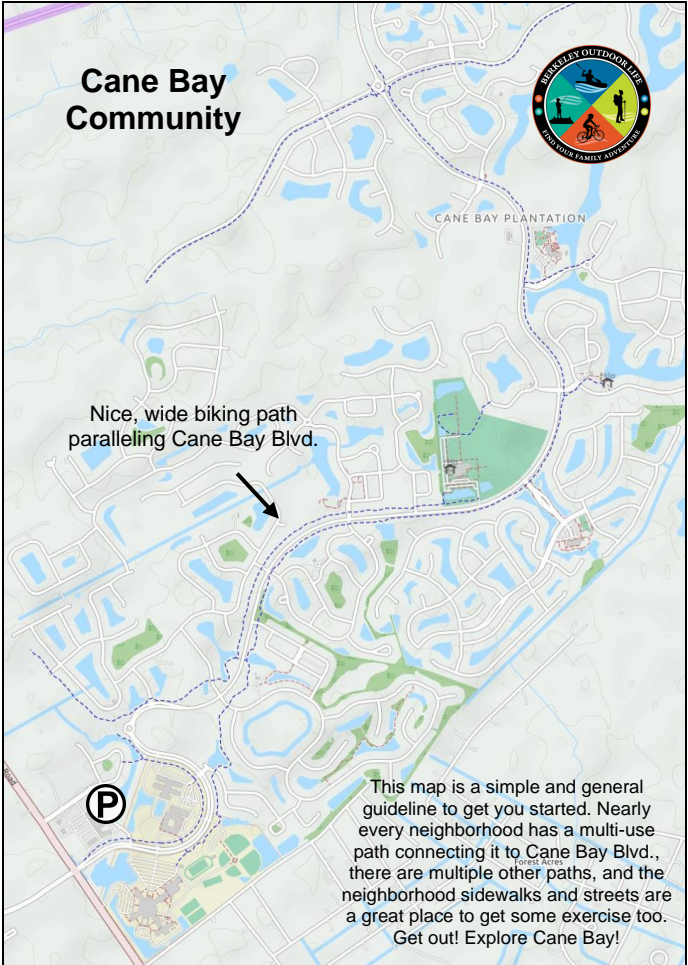 Cane Bay
Community
BERKELEY OUTDOOR LIFE
FIND YOUR FAMILY ADVENTURE
CANE BAY PLANTATION
Nice, wide biking path
paralleling Cane Bay Blvd.
Road
P
This map is a simple and general
guideline to get you started. Nearly
every neighborhood has a multi-use
path connecting it to Cane Bay Blvd.,
Forest Acres
there are multiple other paths, and the
neighborhood sidewalks and streets are
a great place to get some exercise too.
Get out! Explore Cane Bay!